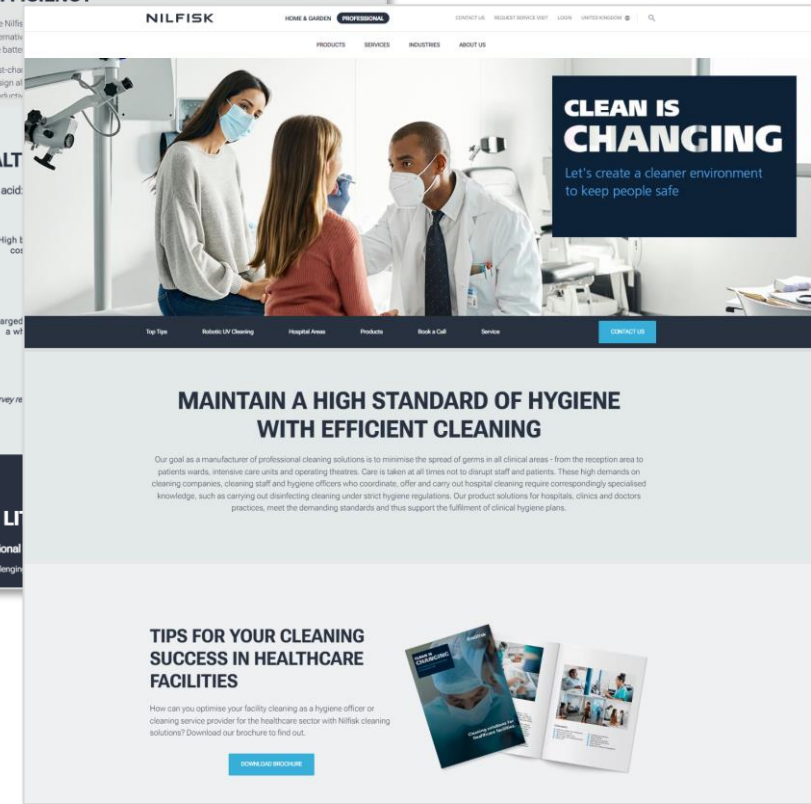 FFICIENCY
NILFISK
HOME & GARDEN PROFESSIONAL
CONTACT US REQUEST SERVICE VISIT LOGIN UNITED KINGDOM
PRODUCTS SERVICES INDUSTRIES ABOUT US
CLEAN IS
CHANGING
Let's create a cleaner environment
to keep people safe
Top Tips Robotic UV Cleaning Hospital Areas Products Book a Call Service CONTACT US
MAINTAIN A HIGH STANDARD OF HYGIENE
WITH EFFICIENT CLEANING
Our goal as a manufacturer of professional cleaning solutions is to minimise the spread of germs in all clinical areas - from the reception area to
patients wards, intensive care units and operating theatres. Care is taken at all times not to disrupt staff and patients. These high demands on
cleaning companies, cleaning staff and hygiene officers who coordinate, offer and carry out hospital cleaning require correspondingly specialised
knowledge, such as carrying out disinfecting cleaning under strict hygiene regulations. Our product solutions for hospitals, clinics and doctors
practices, meet the demanding standards and thus support the fulfilment of clinical hygiene plans.
TIPS FOR YOUR CLEANING
SUCCESS IN HEALTHCARE
FACILITIES
How can you optimise your facility cleaning as a hygiene officer or
cleaning service provider for the healthcare sector with Nilfisk cleaning
solutions? Download our brochure to find out.
DOWNLOAD BROCHURE
CLEAN IS
CHANGING
Cleaning solutions for
healthcare facilities